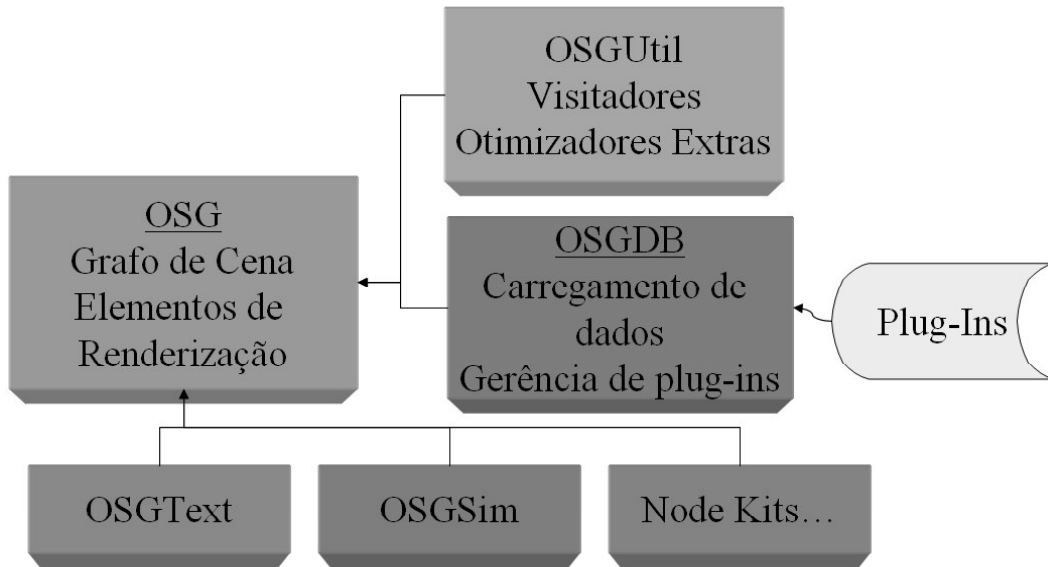 OSGUtil
Visitadores
Otimizadores Extras
OSG
Grafo de Cena
Elementos de
Renderização
OSGDB
Carregamento de
dados
Gerência de plug-ins
Plug-Ins
OSGText
OSGSim
Node Kits...